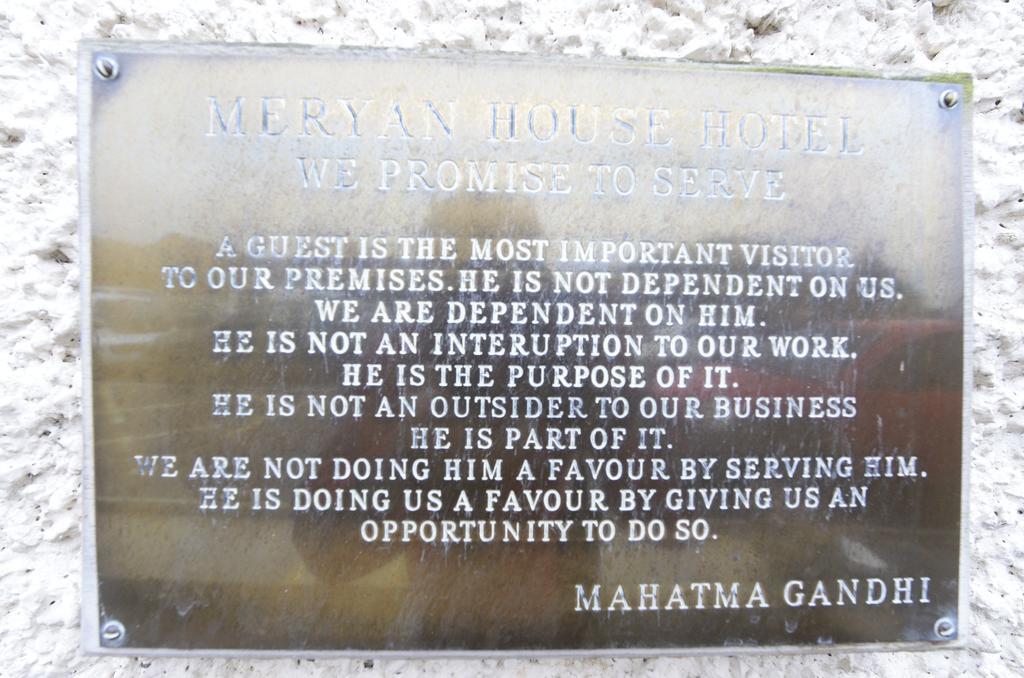 MERYAN HOUSE HOTEL
WE PROMISE TO SERVE
A GUEST IS THE MOST IMPORTANT VISITOR
TO OUR PREMISES. HE IS NOT DEPENDENT ON US.
WE ARE DEPENDENT ON HIM.
HE IS NOT AN INTERUPTION TO OUR WORK.
HE IS THE PURPOSE OF IT.
HE IS NOT AN OUTSIDER TO OUR BUSINESS
HE IS PART OF IT.
WE ARE NOT DOING HIM A FAVOUR BY SERVING HIM.
HE IS DOING US A FAVOUR BY GIVING US AN
OPPORTUNITY TO DO SO.
MAHATMA GANDHI